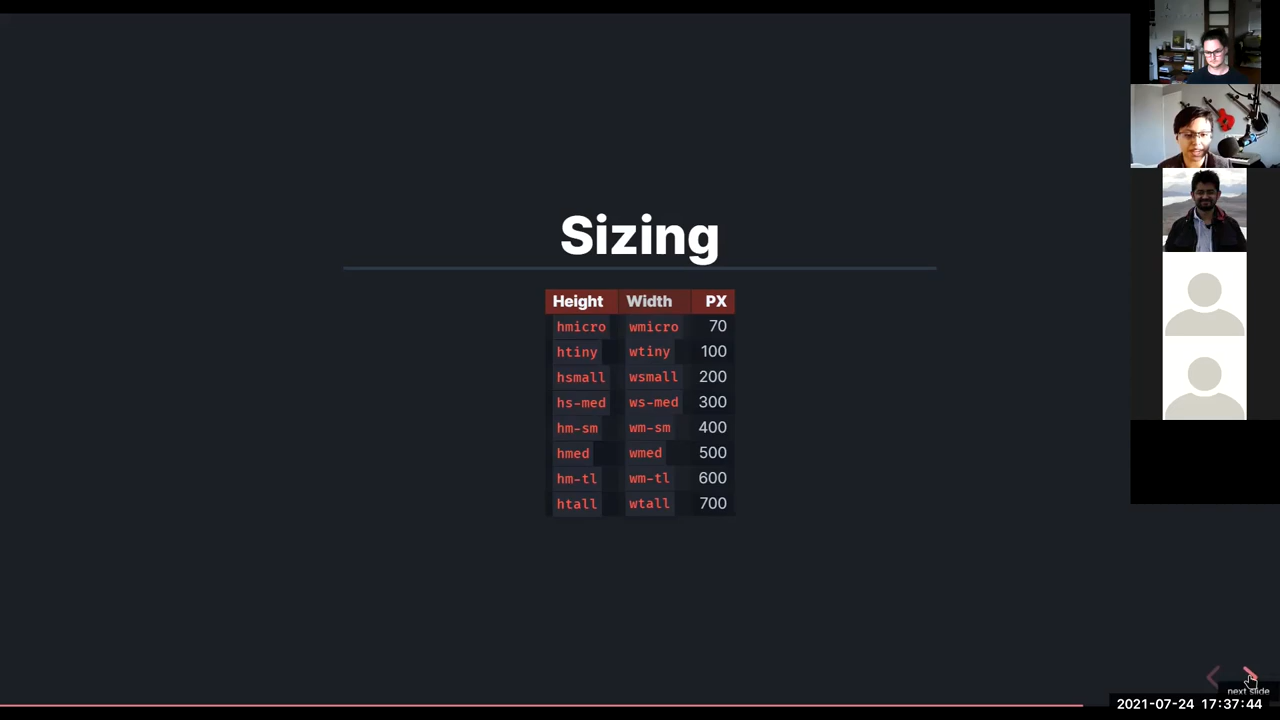 Sizing
Height Width PX
hmicro wmicro 70
htiny wtiny 100
hsmall wsmall 200
hs-med ws-med 300
hm-sm wm-sm 400
hmed wmed 500
hm-tl wm-tl 600
htall wtall 700
next slide
2021-07-24 17:37:44